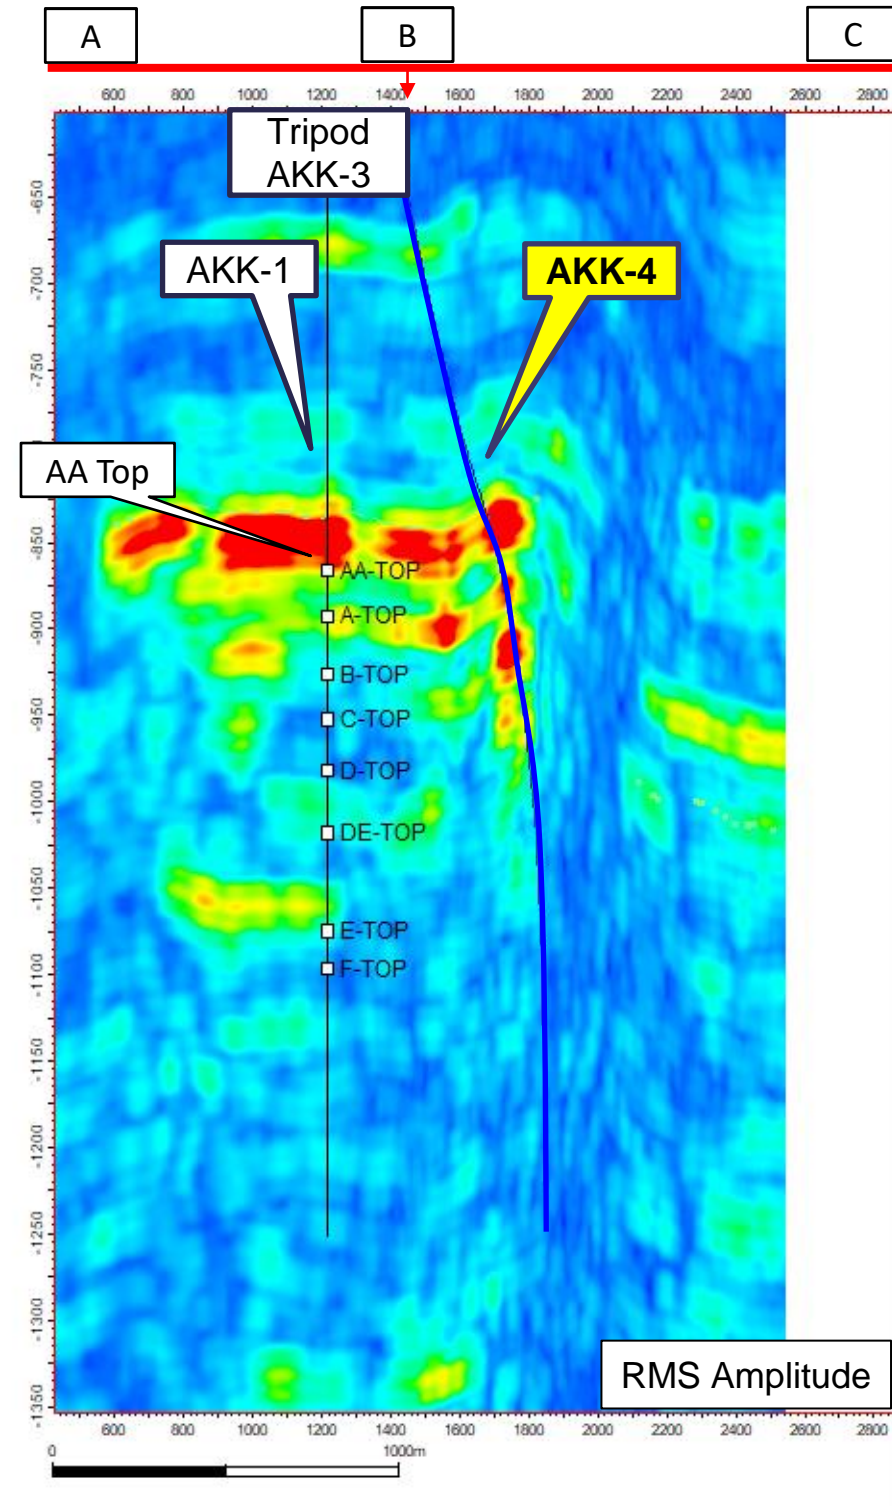 A
B
C
600 800 1000 1200 1400 1600 1800 2000 2200 2400 2600 2800
Tripod
AKK-3
-650
AKK-1
AKK-4
-700
-750
AA Top
-850
AA-TOP
A-TOP
-900
B-TOP
-950
C-TOP
D-TOP
-1000
DE-TOP
-1050
E-TOP
F-TOP
-1100
-1150
-1200
-1250
-1300
RMS Amplitude
-1350
600 800 1000 1200 1400 1600 1800 2000 2200 2400 2600 2800
0 1000m